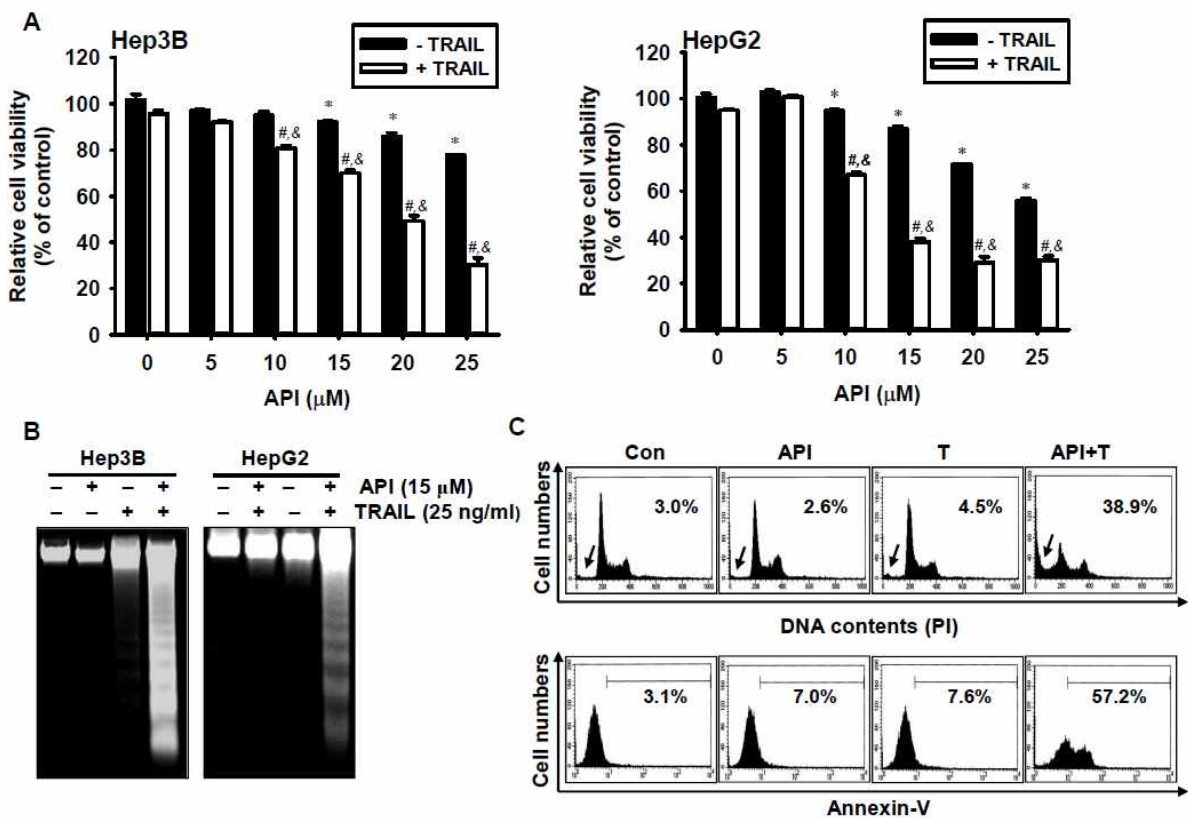 A
Hep3B
- TRAIL
+ TRAIL
120
100
80
60
40
20
0
Relative cell viability
(% of control)
* * *
#,& #,& #,& #,&
0 5 10 15 20 25
API (μM)
HepG2
- TRAIL
+ TRAIL
120
100
80
60
40
20
0
Relative cell viability
(% of control)
* * * *
#,& #,& #,& #,&
0 5 10 15 20 25
API (μM)
B
Hep3B HepG2
– + – + – + – + API (15 μM)
– – + + – + – + TRAIL (25 ng/ml)
C
Con API T API+T
Cell numbers
3.0% 2.6% 4.5% 38.9%
DNA contents (PI)
Cell numbers
3.1% 7.0% 7.6% 57.2%
Annexin-V